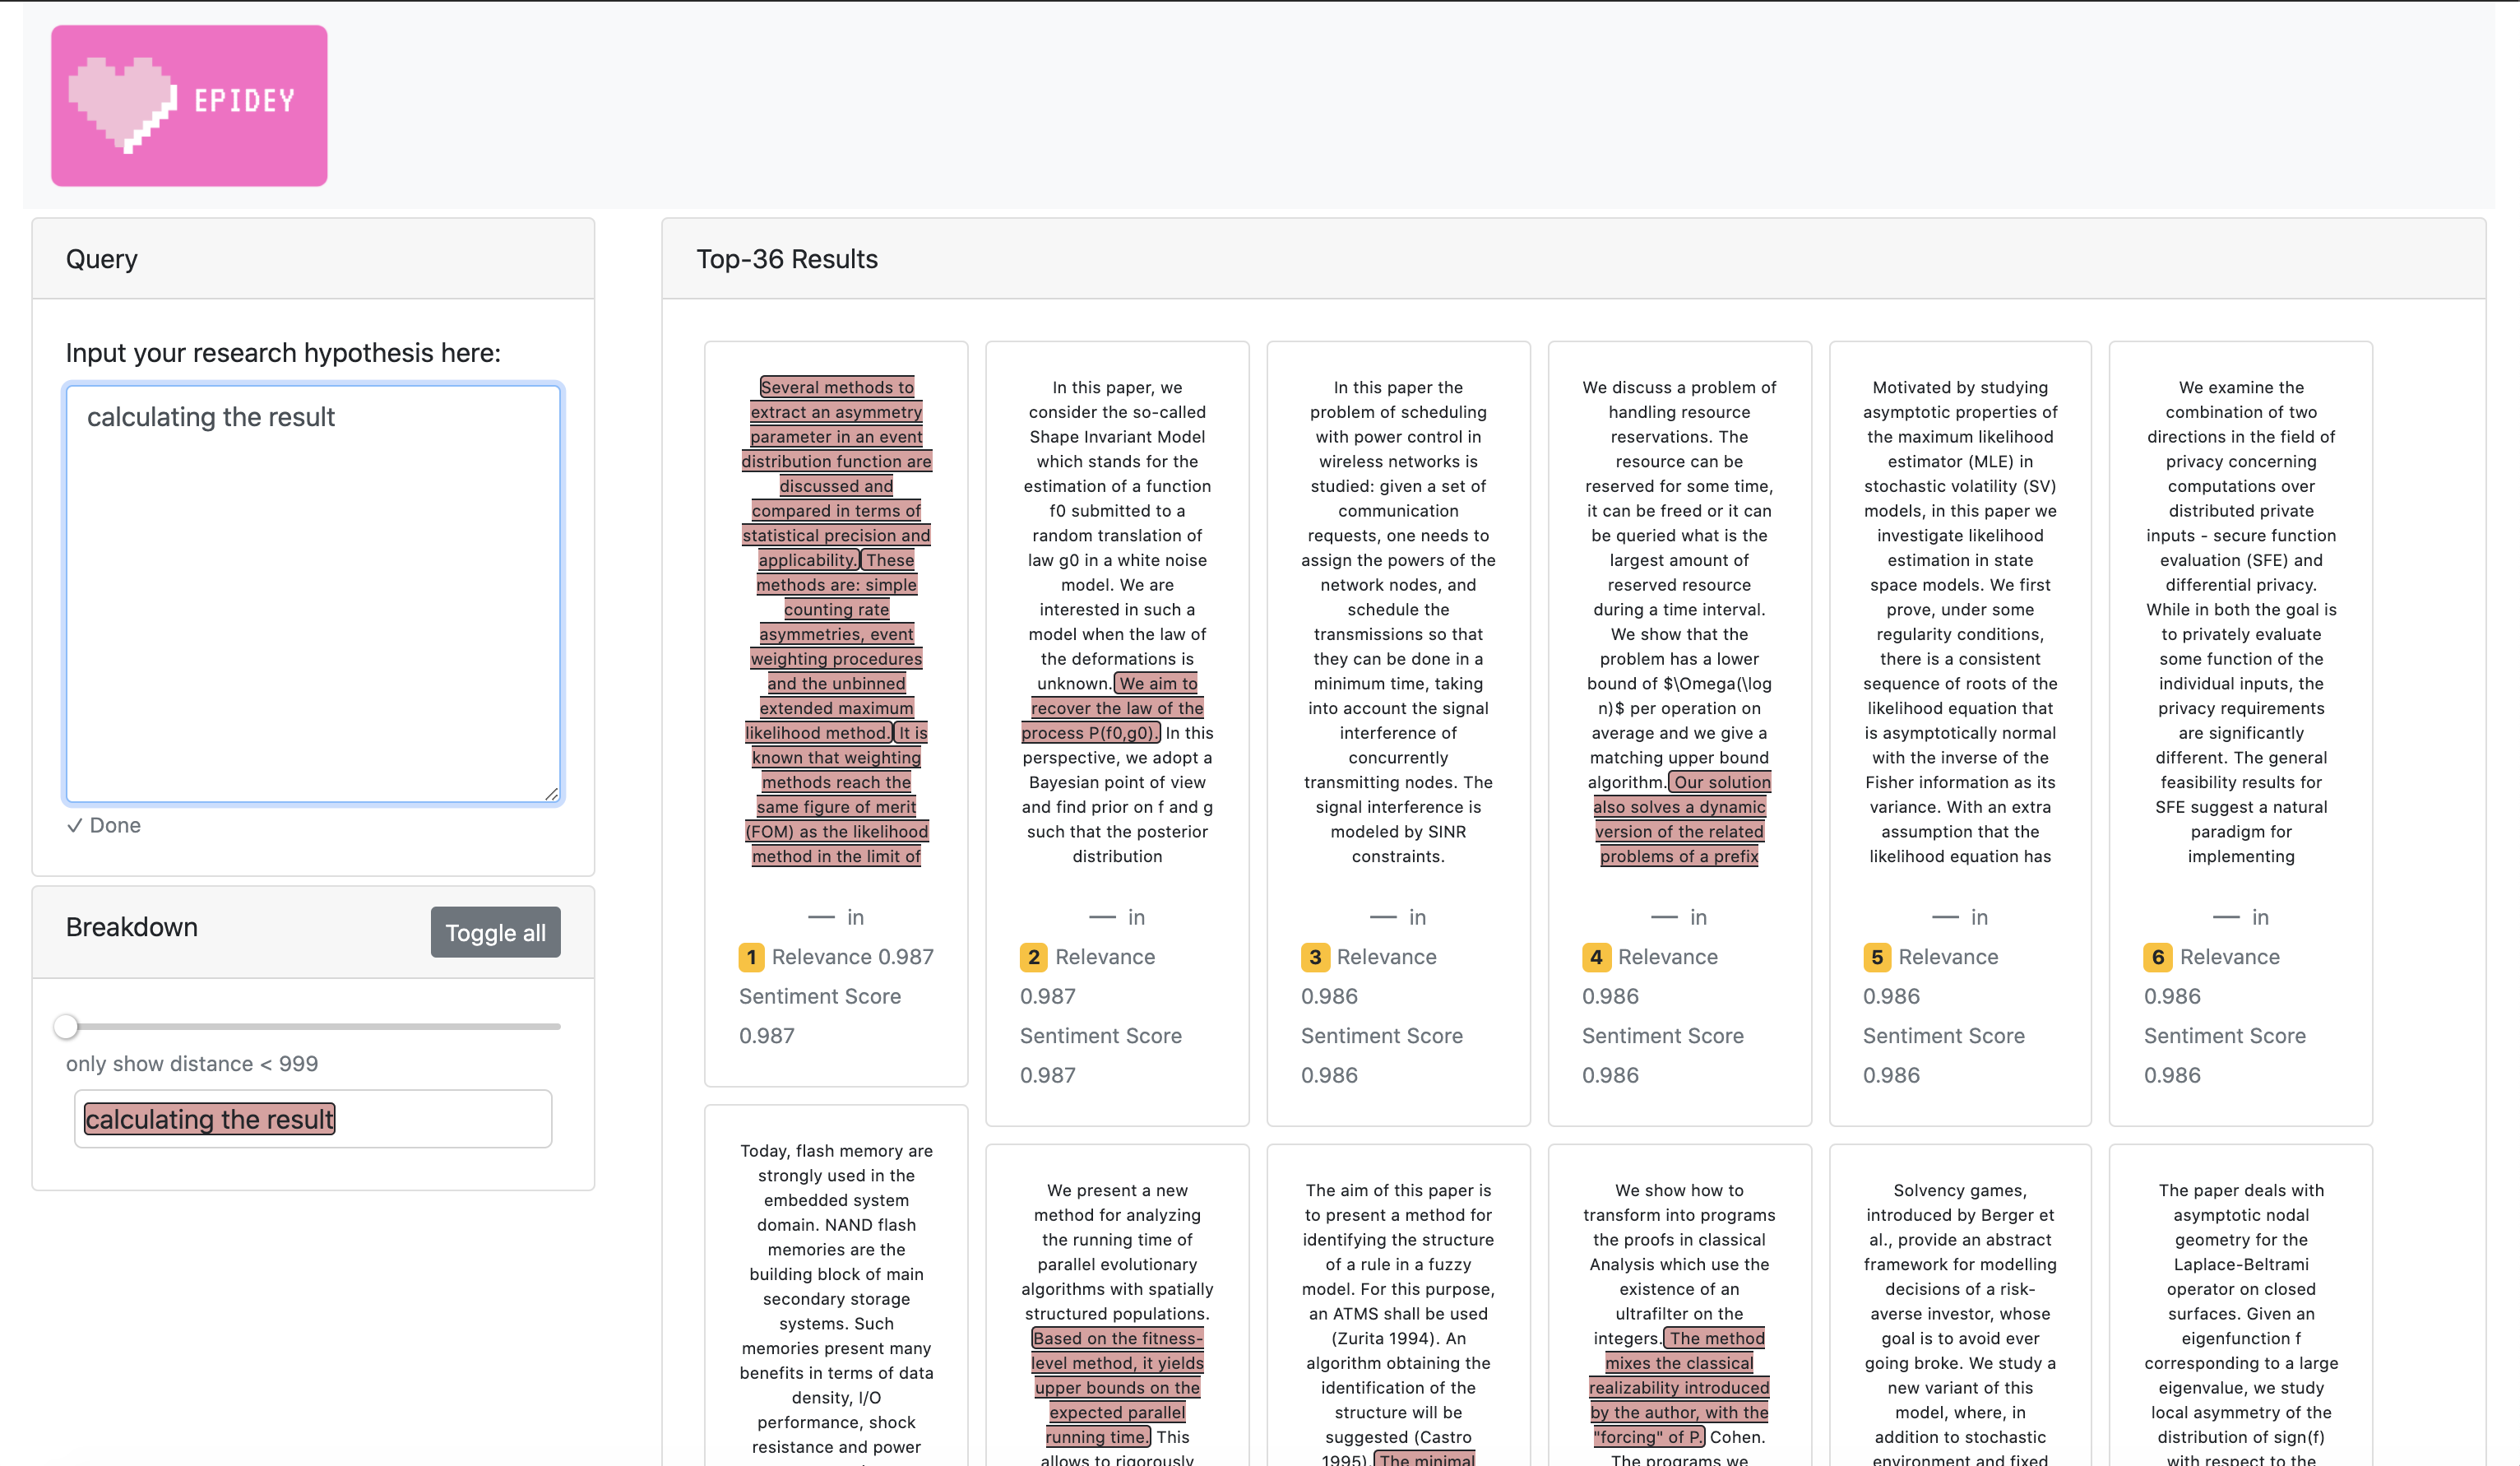 EPIDEY
Query
Input your research hypothesis here:
calculating the result
✓ Done
Breakdown
Toggle all
only show distance < 999
calculating the result
Top-36 Results
Several methods to
extract an asymmetry
parameter in an event
distribution function are
discussed and
compared in terms of
statistical precision and
applicability. These
methods are: simple
counting rate
asymmetries, event
weighting procedures
and the unbinned
extended maximum
likelihood method. It is
known that weighting
methods reach the
same figure of merit
(FOM) as the likelihood
method in the limit of
— in
1 Relevance 0.987
Sentiment Score
0.987
In this paper, we
consider the so-called
Shape Invariant Model
which stands for the
estimation of a function
f0 submitted to a
random translation of
law g0 in a white noise
model. We are
interested in such a
model when the law of
the deformations is
unknown. We aim to
recover the law of the
process P(f0,g0). In this
perspective, we adopt a
Bayesian point of view
and find prior on f and g
such that the posterior
distribution
— in
2 Relevance
0.987
Sentiment Score
0.987
In this paper the
problem of scheduling
with power control in
wireless networks is
studied: given a set of
communication
requests, one needs to
assign the powers of the
network nodes, and
schedule the
transmissions so that
they can be done in a
minimum time, taking
into account the signal
interference of
concurrently
transmitting nodes. The
signal interference is
modeled by SINR
constraints.
— in
3 Relevance
0.986
Sentiment Score
0.986
We discuss a problem of
handling resource
reservations. The
resource can be
reserved for some time,
it can be freed or it can
be queried what is the
largest amount of
reserved resource
during a time interval.
We show that the
problem has a lower
bound of $\Omega(\log
n)$ per operation on
average and we give a
matching upper bound
algorithm. Our solution
also solves a dynamic
version of the related
problems of a prefix
— in
4 Relevance
0.986
Sentiment Score
0.986
Motivated by studying
asymptotic properties of
the maximum likelihood
estimator (MLE) in
stochastic volatility (SV)
models, in this paper we
investigate likelihood
estimation in state
space models. We first
prove, under some
regularity conditions,
there is a consistent
sequence of roots of the
likelihood equation that
is asymptotically normal
with the inverse of the
Fisher information as its
variance. With an extra
assumption that the
likelihood equation has
— in
5 Relevance
0.986
Sentiment Score
0.986
We examine the
combination of two
directions in the field of
privacy concerning
computations over
distributed private
inputs - secure function
evaluation (SFE) and
differential privacy.
While in both the goal is
to privately evaluate
some function of the
individual inputs, the
privacy requirements
are significantly
different. The general
feasibility results for
SFE suggest a natural
paradigm for
implementing
— in
6 Relevance
0.986
Sentiment Score
0.986
Today, flash memory are
strongly used in the
embedded system
domain. NAND flash
memories are the
building block of main
secondary storage
systems. Such
memories present many
benefits in terms of data
density, I/O
performance, shock
resistance and power
We present a new
method for analyzing
the running time of
parallel evolutionary
algorithms with spatially
structured populations.
Based on the fitness-
level method, it yields
upper bounds on the
expected parallel
running time. This
allows to rigorously
The aim of this paper is
to present a method for
identifying the structure
of a rule in a fuzzy
model. For this purpose,
an ATMS shall be used
(Zurita 1994). An
algorithm obtaining the
identification of the
structure will be
suggested (Castro
1995). The minimal
We show how to
transform into programs
the proofs in classical
Analysis which use the
existence of an
ultrafilter on the
integers. The method
mixes the classical
realizability introduced
by the author, with the
"forcing" of P. Cohen.
The programs we
Solvency games,
introduced by Berger et
al., provide an abstract
framework for modelling
decisions of a risk-
averse investor, whose
goal is to avoid ever
going broke. We study a
new variant of this
model, where, in
addition to stochastic
environment and fixed
The paper deals with
asymptotic nodal
geometry for the
Laplace-Beltrami
operator on closed
surfaces. Given an
eigenfunction f
corresponding to a large
eigenvalue, we study
local asymmetry of the
distribution of sign(f)
with respect to the